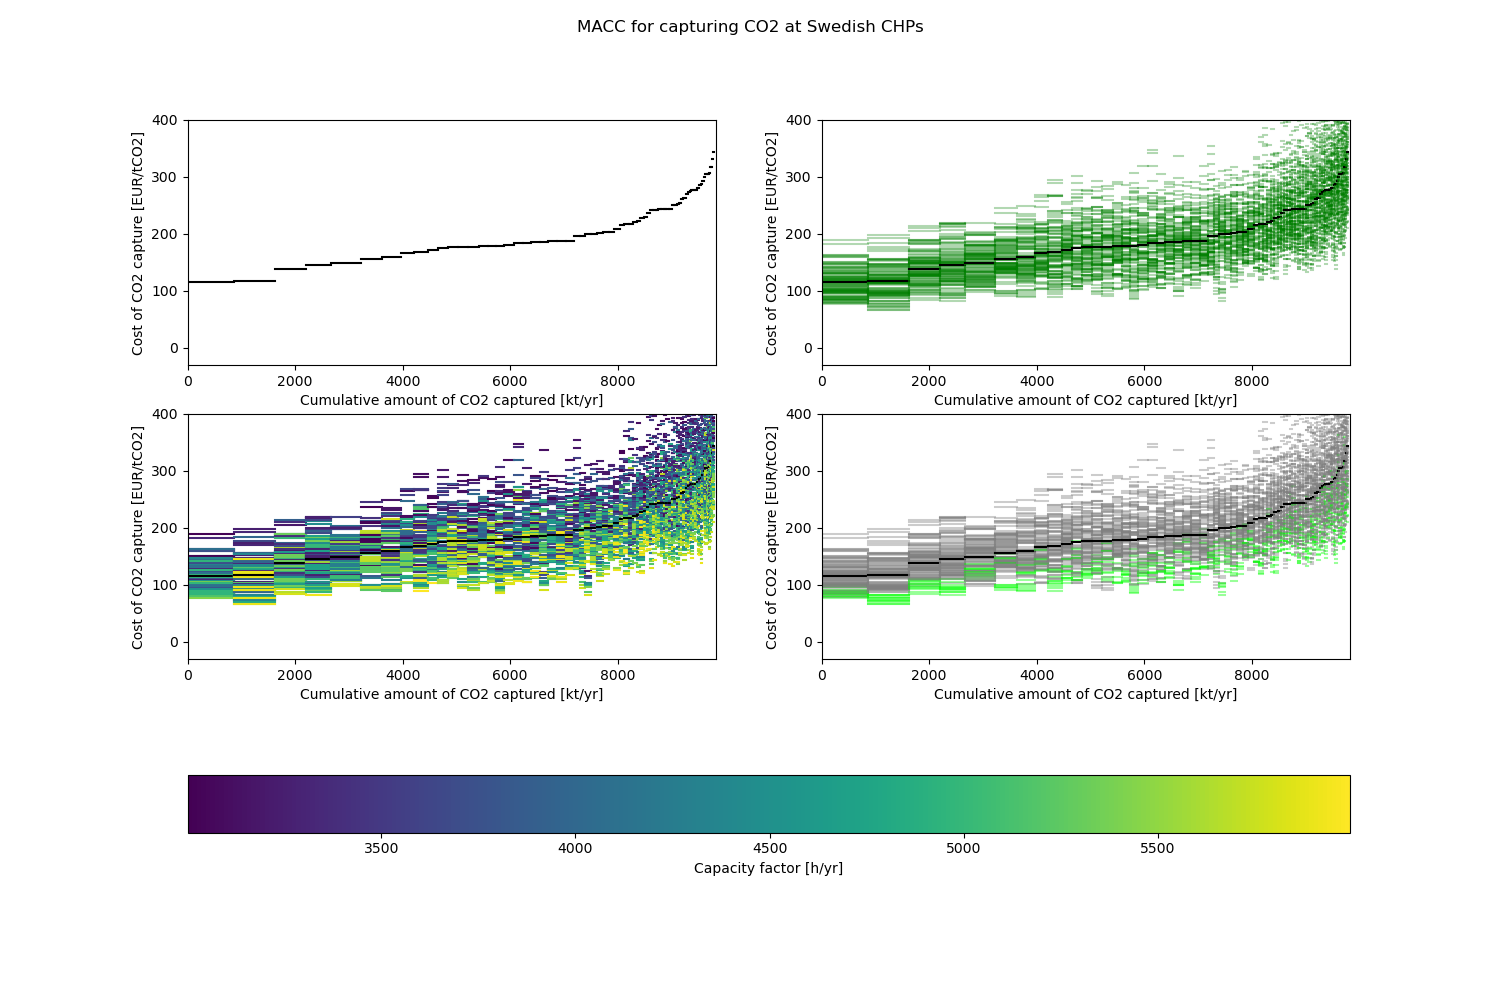 MACC for capturing CO2 at Swedish CHPs
Cost of CO2 capture [EUR/tCO2]
400
300
200
100
0
0 2000 4000 6000 8000
Cumulative amount of CO2 captured [kt/yr]
Cost of CO2 capture [EUR/tCO2]
400
300
200
100
0
0 2000 4000 6000 8000
Cumulative amount of CO2 captured [kt/yr]
Cost of CO2 capture [EUR/tCO2]
400
300
200
100
0
0 2000 4000 6000 8000
Cumulative amount of CO2 captured [kt/yr]
Cost of CO2 capture [EUR/tCO2]
400
300
200
100
0
0 2000 4000 6000 8000
Cumulative amount of CO2 captured [kt/yr]
3500 4000 4500 5000 5500
Capacity factor [h/yr]